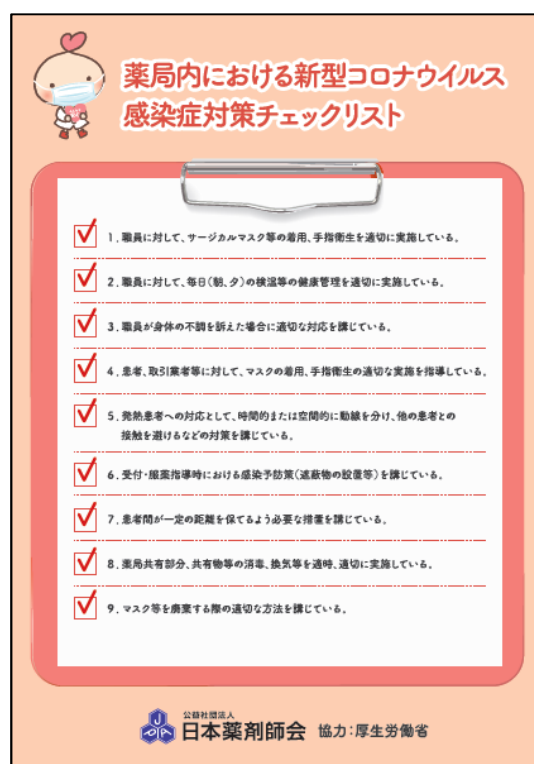 薬局内における新型コロナウイルス
感染症対策チェックリスト
1. 職員に対して、サージカルマスク等の着用、手指衛生を適切に実施している。
2. 職員に対して、毎日(朝、夕)の検温等の健康管理を適切に実施している。
3. 職員が身体の不調を訴えた場合に適切な対応を講じている。
4. 患者、取引業者等に対して、マスクの着用、手指衛生の適切な実施を指導している。
5. 発熱患者への対応として、時間的または空間的に動線を分け、他の患者との
接触を避けるなどの対策を講じている。
6. 受付・服薬指導時における感染予防策(遮蔽物の設置等)を講じている。
7. 患者間が一定の距離を保てるよう必要な措置を講じている。
8. 薬局共有部分、共有物等の消毒、換気等を適時、適切に実施している。
9. マスク等を廃棄する際の適切な方法を講じている。
公益社団法人
日本薬剤師会 協力:厚生労働省